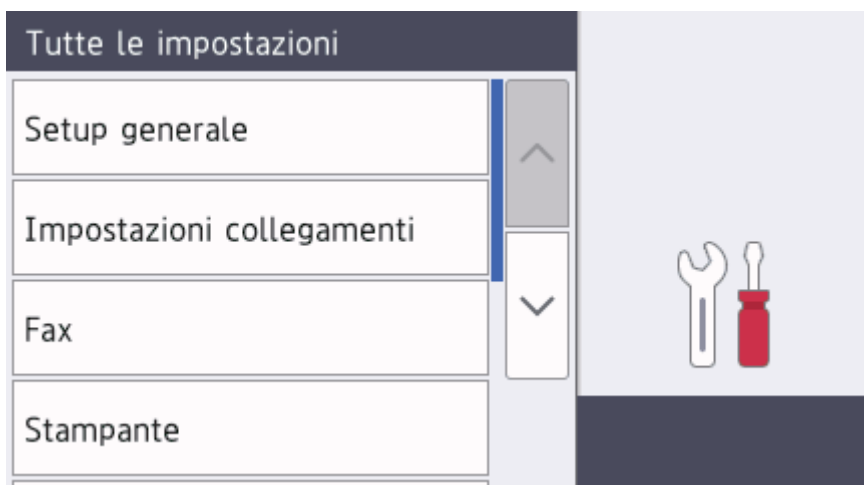 Tutte le impostazioni
Setup generale
Impostazioni collegamenti
Fax
Stampante